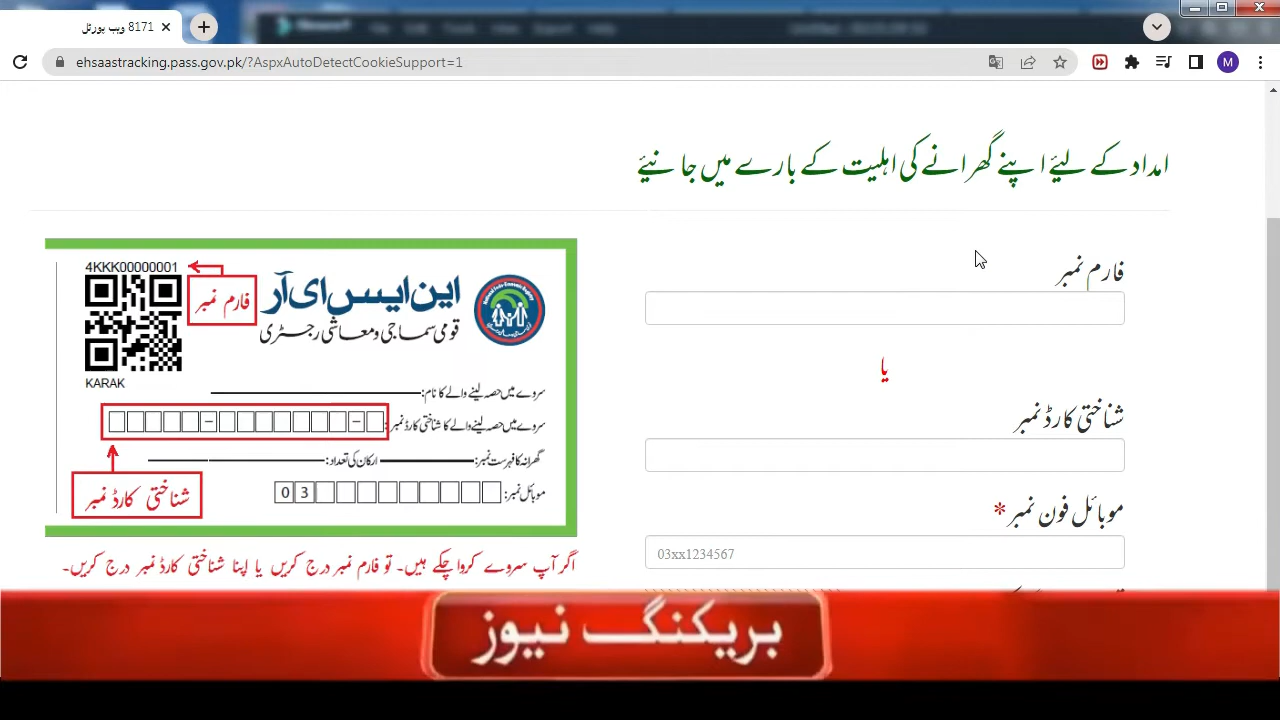 8171 ویب پورٹل
ehsaastracking.pass.gov.pk/?AspxAutoDetectCookieSupport=1
M
امداد کے لیئے اپنے گھرانے کی اہلیت کے بارے میں جانیئے
فارم نمبر
یا
شناختی کارڈ نمبر
موبائل فون نمبر *
03xx1234567
4KKK00000001
فارم نمبر
این ایس ای آر
قومی سماجی و معاشی رجسٹری
KARAK
سروے میں حصہ لینے والے کا نام:
سروے میں حصہ لینے والے کا شناختی کارڈ نمبر:
گھرانہ کا فہرست نمبر: ارکان کی تعداد:
شناختی کارڈ نمبر
موبائل نمبر: 03
اگر آپ سروے کروا چکے ہیں۔ تو فارم نمبر درج کریں یا اپنا شناختی کارڈ نمبر درج کریں۔
بریکنگ نیوز